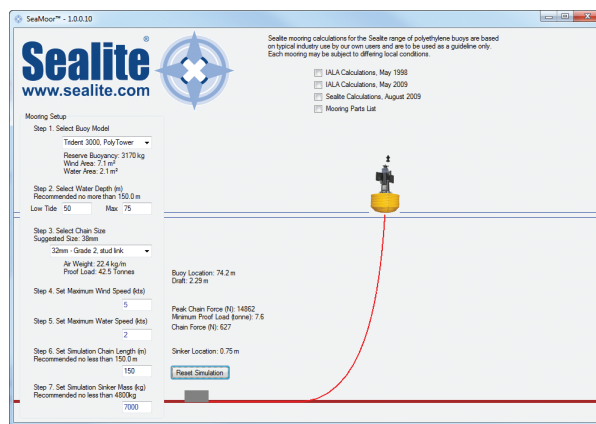 SeaMoor™ - 1.0.0.10
Sealite®
www.sealite.com
Sealite mooring calculations for the Sealite range of polyethylene buoys are based
on typical industry use by our own users and are to be used as a guideline only.
Each mooring may be subject to differing local conditions.
IALA Calculations, May 1998
IALA Calculations, May 2009
Sealite Calculations, August 2009
Mooring Parts List
Mooring Setup
Step 1. Select Buoy Model
Trident 3000, PolyTower
Reserve Buoyancy: 3170 kg
Wind Area: 7.1 m²
Water Area: 2.1 m²
Step 2. Select Water Depth (m)
Recommended no more than 150.0 m
Low Tide 50 Max 75
Step 3. Select Chain Size
Suggested Size: 38mm
32mm - Grade 2, stud link
Air Weight: 22.4 kg/m
Proof Load: 42.5 Tonnes
Step 4. Set Maximum Wind Speed (kts)
5
Step 5. Set Maximum Water Speed (kts)
2
Step 6. Set Simulation Chain Length (m)
Recommended no less than 150.0 m
150
Step 7. Set Simulation Sinker Mass (kg)
Recommended no less than 4800kg
7000
Buoy Location: 74.2 m
Draft: 2.29 m
Peak Chain Force (N): 14862
Minimum Proof Load (tonne): 7.6
Chain Force (N): 627
Sinker Location: 0.75 m
Reset Simulation